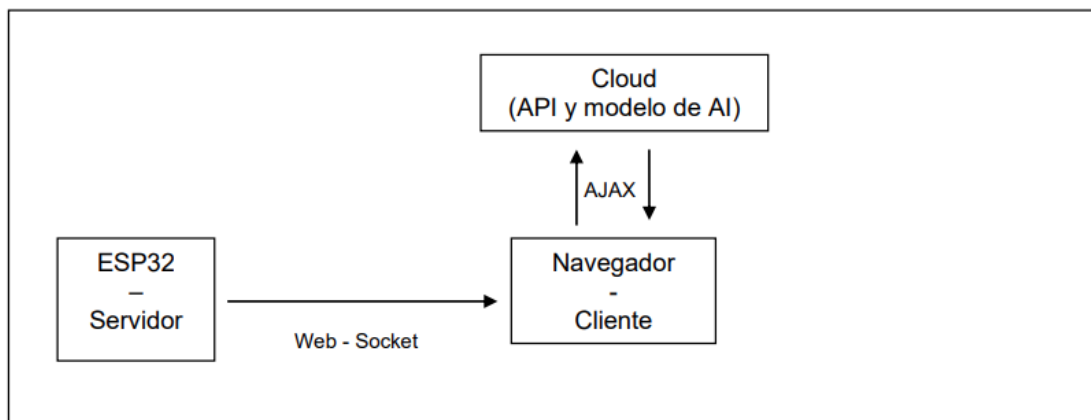 Cloud
(API y modelo de AI)
AJAX
ESP32
–
Servidor
Navegador
-
Cliente
Web - Socket